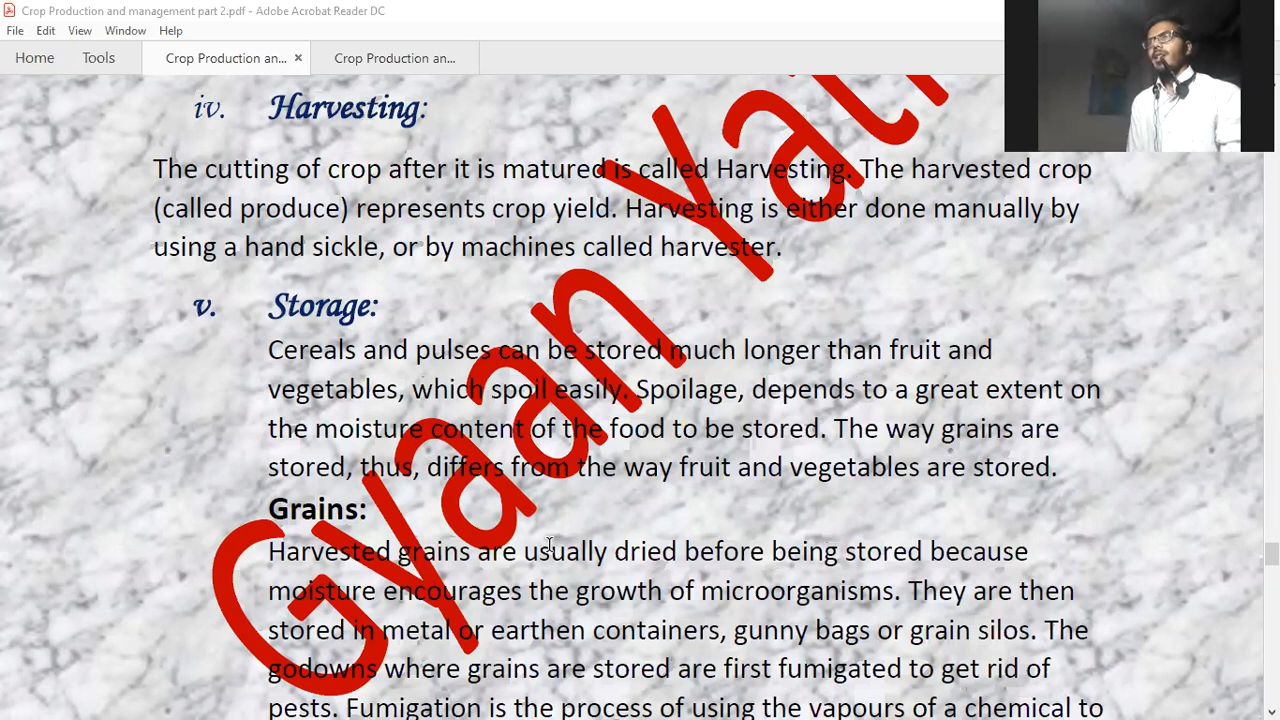 Crop Production and management part 2.pdf - Adobe Acrobat Reader DC
File Edit View Window Help
Home Tools Crop Production an... × Crop Production an...
iv. Harvesting:
The cutting of crop after it is matured is called Harvesting. The harvested crop
(called produce) represents crop yield. Harvesting is either done manually by
using a hand sickle, or by machines called harvester.
v. Storage:
Cereals and pulses can be stored much longer than fruit and
vegetables, which spoil easily. Spoilage, depends to a great extent on
the moisture content of the food to be stored. The way grains are
stored, thus, differs from the way fruit and vegetables are stored.
Grains:
Harvested grains are usually dried before being stored because
moisture encourages the growth of microorganisms. They are then
stored in metal or earthen containers, gunny bags or grain silos. The
godowns where grains are stored are first fumigated to get rid of
pests. Fumigation is the process of using the vapours of a chemical to
Gyaan